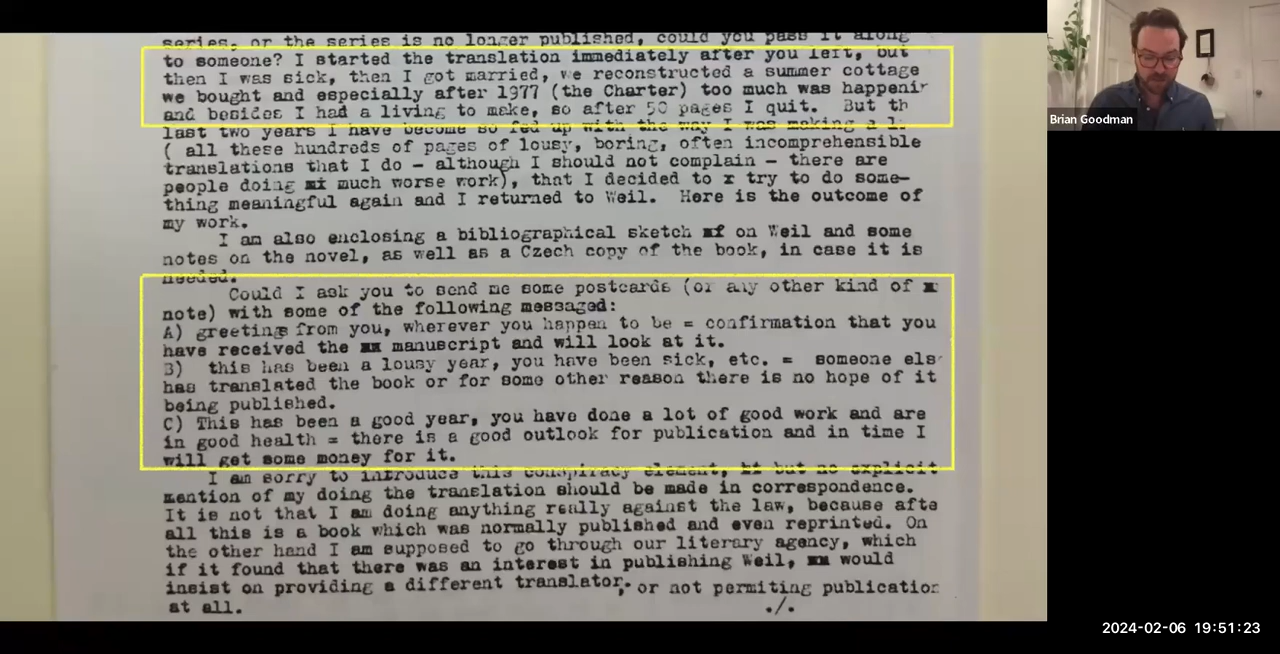 series, or the series is no longer published, could you pass it along
to someone? I started the translation immediately after you left, but
then I was sick, then I got married, we reconstructed a summer cottage
we bought and especially after 1977 (the Charter) too much was happenin
and besides I had a living to make, so after 50 pages I quit. But th
last two years I have become so fed up with the way I was making a li
( all these hundreds of pages of lousy, boring, often incomprehensible
translations that I do - although I should not complain - there are
people doing much worse work), that I decided to x try to do some-
thing meaningful again and I returned to Weil. Here is the outcome of
my work.
I am also enclosing a bibliographical sketch on Weil and some
notes on the novel, as well as a Czech copy of the book, in case it is
needed.
Could I ask you to send me some postcards (or any other kind of
note) with some of the following messaged:
A) greetings from you, wherever you happen to be = confirmation that you
have received the manuscript and will look at it.
B) this has been a lousy year, you have been sick, etc. = someone els
has translated the book or for some other reason there is no hope of it
being published.
C) This has been a good year, you have done a lot of good work and are
in good health = there is a good outlook for publication and in time I
will get some money for it.
I am sorry to introduce this conspiracy element, but no explicit
mention of my doing the translation should be made in correspondence.
It is not that I am doing anything really against the law, because afte
all this is a book which was normally published and even reprinted. On
the other hand I am supposed to go through our literary agency, which
if it found that there was an interest in publishing Weil, would
insist on providing a different translator, or not permiting publication
at all. ./.
Brian Goodman
2024-02-06 19:51:23